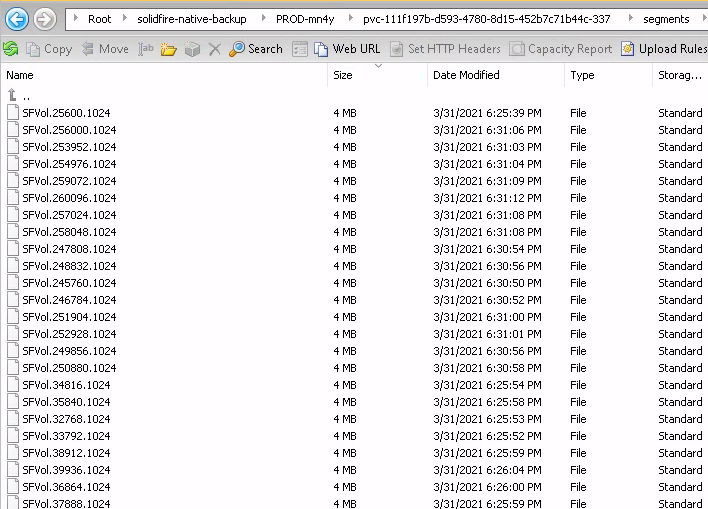 Root solidfire-native-backup PROD-mn4y pvc-111f197b-d593-4780-8d15-452b7c71b44c-337 segments
Copy Move Search Web URL Set HTTP Headers Capacity Report Upload Rules
Name Size Date Modified Type Storag...
..
SFVol.25600.1024 4 MB 3/31/2021 6:25:39 PM File Standard
SFVol.256000.1024 4 MB 3/31/2021 6:31:06 PM File Standard
SFVol.253952.1024 4 MB 3/31/2021 6:31:03 PM File Standard
SFVol.254976.1024 4 MB 3/31/2021 6:31:04 PM File Standard
SFVol.259072.1024 4 MB 3/31/2021 6:31:09 PM File Standard
SFVol.260096.1024 4 MB 3/31/2021 6:31:12 PM File Standard
SFVol.257024.1024 4 MB 3/31/2021 6:31:08 PM File Standard
SFVol.258048.1024 4 MB 3/31/2021 6:31:08 PM File Standard
SFVol.247808.1024 4 MB 3/31/2021 6:30:54 PM File Standard
SFVol.248832.1024 4 MB 3/31/2021 6:30:56 PM File Standard
SFVol.245760.1024 4 MB 3/31/2021 6:30:50 PM File Standard
SFVol.246784.1024 4 MB 3/31/2021 6:30:52 PM File Standard
SFVol.251904.1024 4 MB 3/31/2021 6:31:00 PM File Standard
SFVol.252928.1024 4 MB 3/31/2021 6:31:01 PM File Standard
SFVol.249856.1024 4 MB 3/31/2021 6:30:56 PM File Standard
SFVol.250880.1024 4 MB 3/31/2021 6:30:58 PM File Standard
SFVol.34816.1024 4 MB 3/31/2021 6:25:54 PM File Standard
SFVol.35840.1024 4 MB 3/31/2021 6:25:58 PM File Standard
SFVol.32768.1024 4 MB 3/31/2021 6:25:53 PM File Standard
SFVol.33792.1024 4 MB 3/31/2021 6:25:52 PM File Standard
SFVol.38912.1024 4 MB 3/31/2021 6:25:59 PM File Standard
SFVol.39936.1024 4 MB 3/31/2021 6:26:04 PM File Standard
SFVol.36864.1024 4 MB 3/31/2021 6:26:00 PM File Standard
SFVol.37888.1024 4 MB 3/31/2021 6:25:59 PM File Standard